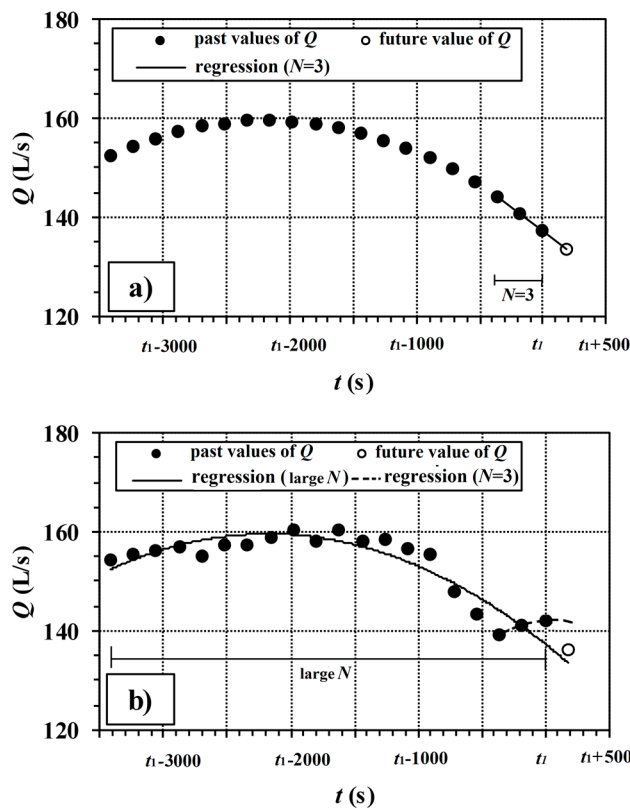 past values of Q future value of Q
regression (N=3)
180
160
140
120
Q (L/s)
a)
N=3
t1-3000 t1-2000 t1-1000 t1 t1+500
t (s)
past values of Q future value of Q
regression (large N) regression (N=3)
180
160
140
120
Q (L/s)
large N
b)
t1-3000 t1-2000 t1-1000 t1 t1+500
t (s)